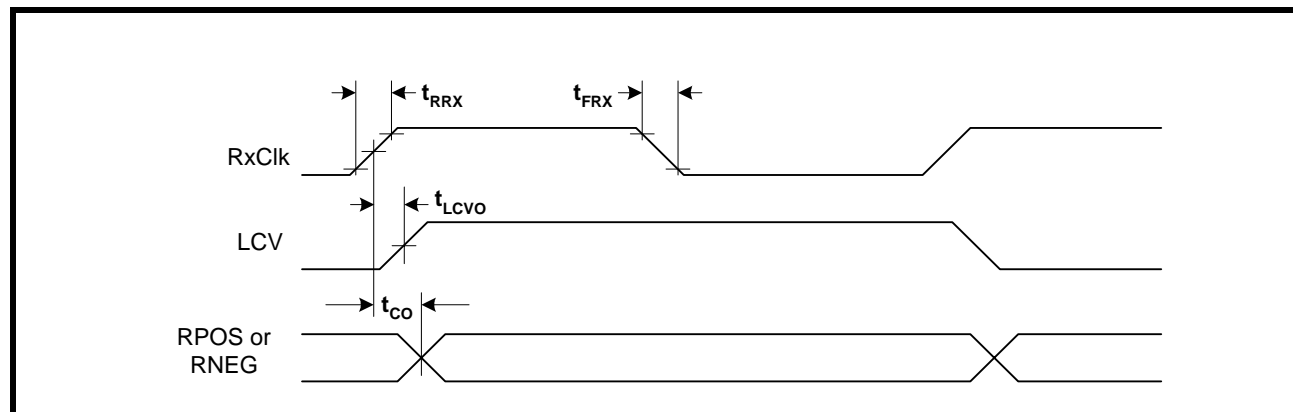 tRRX
tFRX
RxClk
tLCVO
LCV
tCO
RPOS or
RNEG